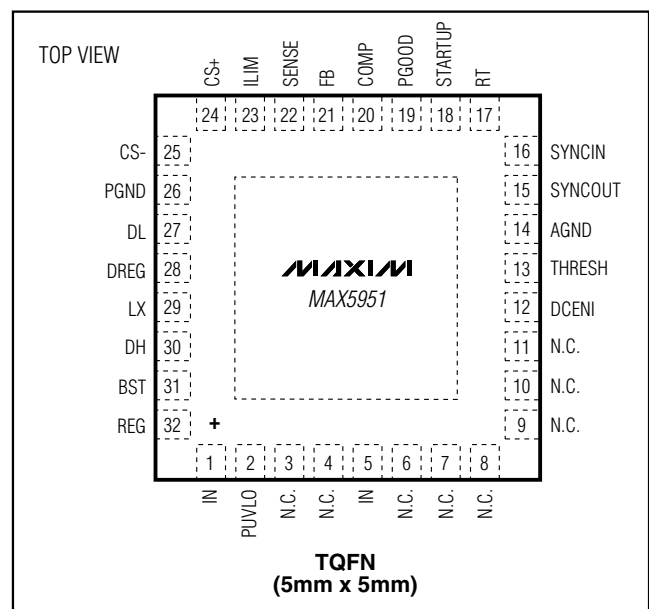 TOP VIEW
CS+
ILIM
SENSE
FB
COMP
PGOOD
STARTUP
RT
24
23
22
21
20
19
18
17
CS- 25
PGND 26
DL 27
DREG 28
LX 29
DH 30
BST 31
REG 32
+
MAXIM
MAX5951
16 SYNCIN
15 SYNCOUT
14 AGND
13 THRESH
12 DCENI
11 N.C.
10 N.C.
9 N.C.
1
2
3
4
5
6
7
8
IN
PUVLO
N.C.
N.C.
IN
N.C.
N.C.
N.C.
TQFN
(5mm x 5mm)